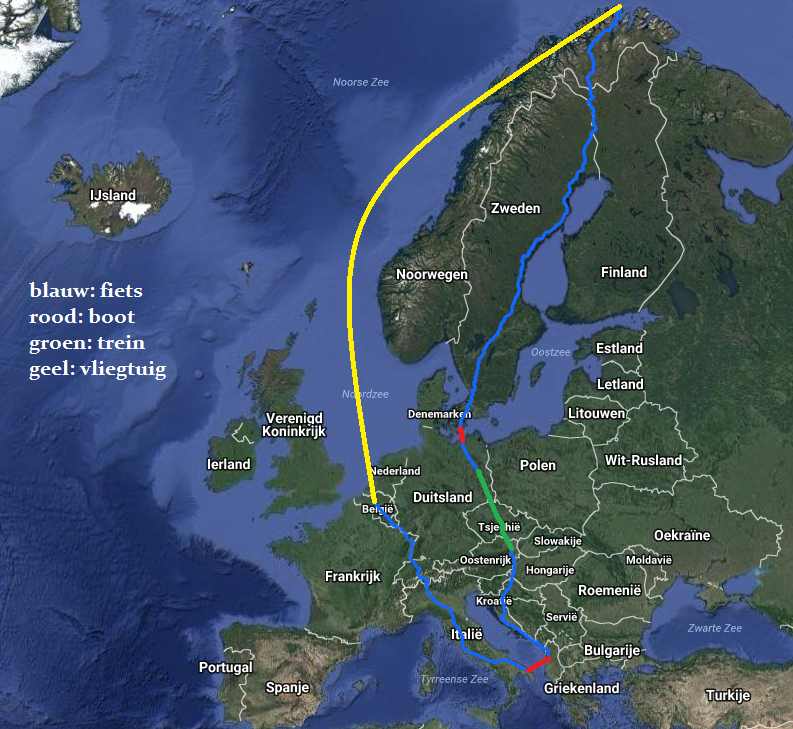 Noorse Zee
IJsland
Zweden
Noorwegen
Finland
blauw: fiets
rood: boot
groen: trein
geel: vliegtuig
Oostzee
Estland
Letland
Noordzee
Denemarken
Litouwen
Verenigd
Koninkrijk
Ierland
Nederland
Polen
Wit-Rusland
Duitsland
België
Tsjechië
Slowakije
Oekraïne
Oostenrijk
Hongarije
Moldavië
Frankrijk
Roemenië
Kroatië
Servië
Italië
Zwarte Zee
Bulgarije
Portugal
Spanje
Tyrreense Zee
Griekenland
Turkije